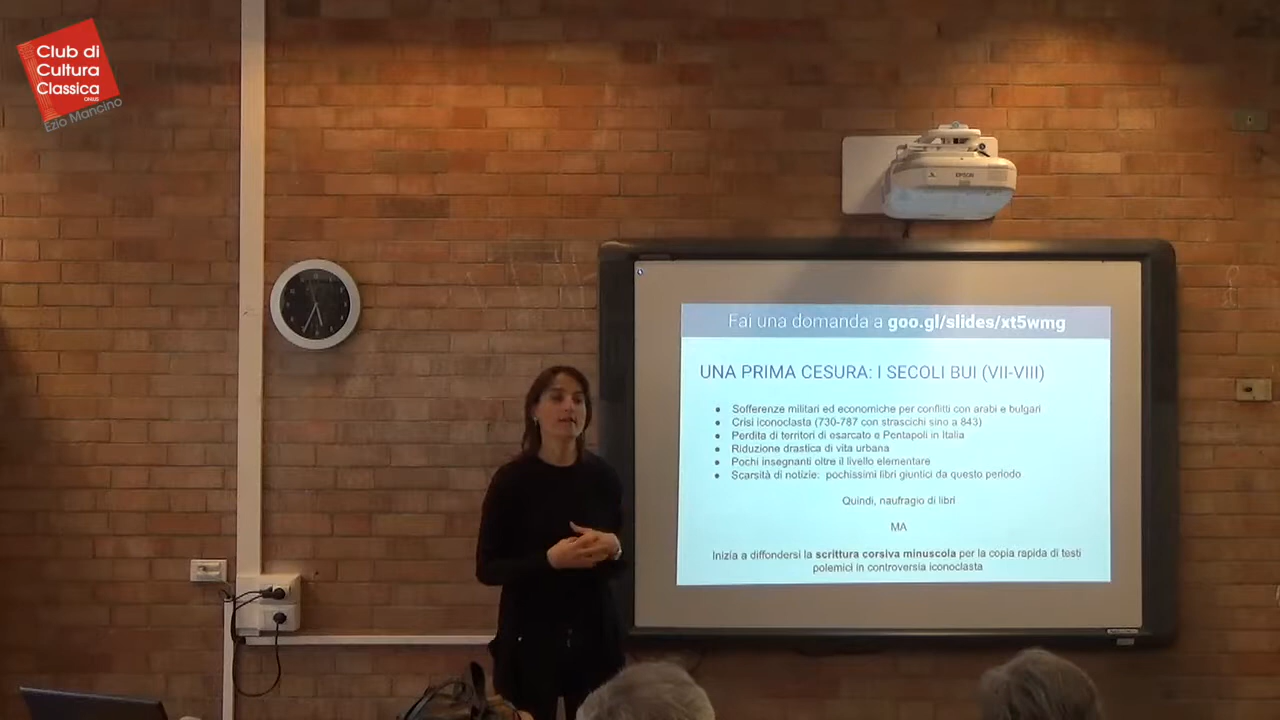 Club di
Cultura
Classica
ONLUS
Ezio Mancino
EPSON
Fai una domanda a goo.gl/slides/xt5wmg
UNA PRIMA CESURA: I SECOLI BUI (VII-VIII)
● Sofferenze militari ed economiche per conflitti con arabi e bulgari
● Crisi iconoclasta (730-787 con strascichi sino a 843)
● Perdita di territori di esarcato e Pentapoli in Italia
● Riduzione drastica di vita urbana
● Pochi insegnanti oltre il livello elementare
● Scarsità di notizie: pochissimi libri giuntici da questo periodo
Quindi, naufragio di libri
MA
Inizia a diffondersi la scrittura corsiva minuscola per la copia rapida di testi
polemici in controversia iconoclasta